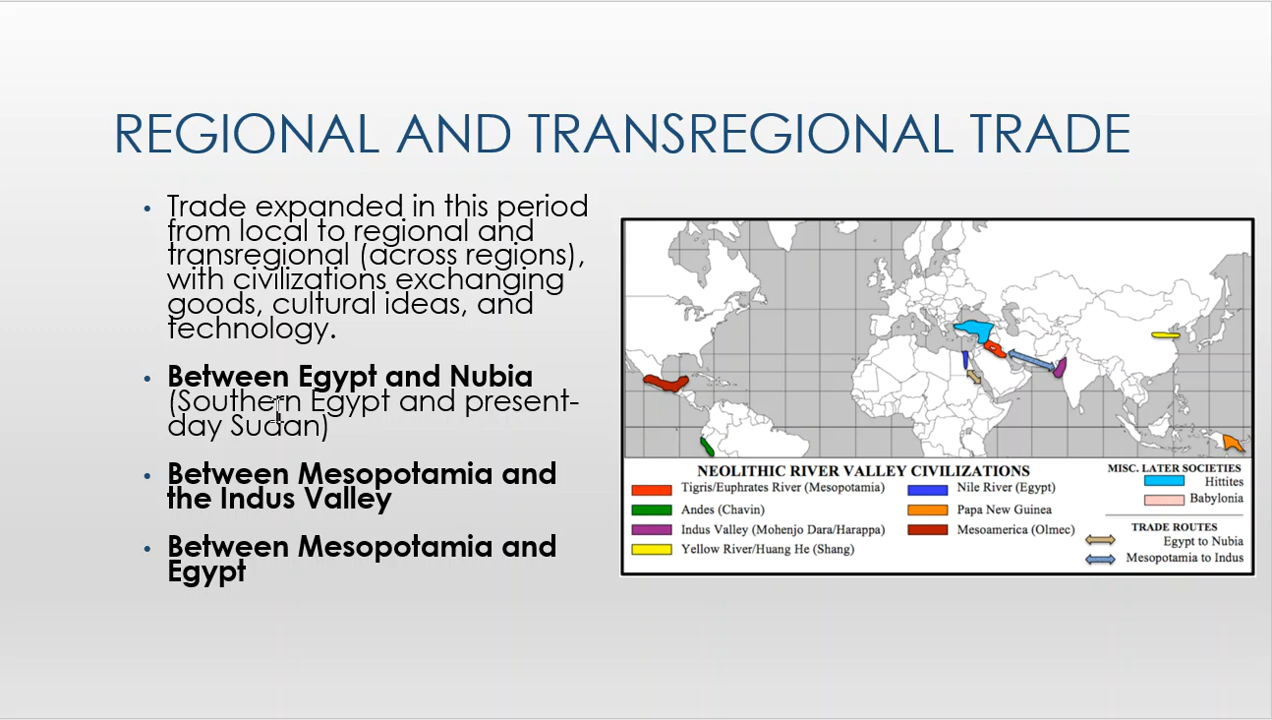 REGIONAL AND TRANSREGIONAL TRADE
• Trade expanded in this period
from local to regional and
transregional (across regions),
with civilizations exchanging
goods, cultural ideas, and
technology.
• Between Egypt and Nubia
(Southern Egypt and present-
day Sudan)
• Between Mesopotamia and
the Indus Valley
• Between Mesopotamia and
Egypt
NEOLITHIC RIVER VALLEY CIVILIZATIONS
Tigris/Euphrates River (Mesopotamia)
Andes (Chavin)
Indus Valley (Mohenjo Dara/Harappa)
Yellow River/Huang He (Shang)
Nile River (Egypt)
Papa New Guinea
Mesoamerica (Olmec)
MISC. LATER SOCIETIES
Hittites
Babylonia
TRADE ROUTES
Egypt to Nubia
Mesopotamia to Indus